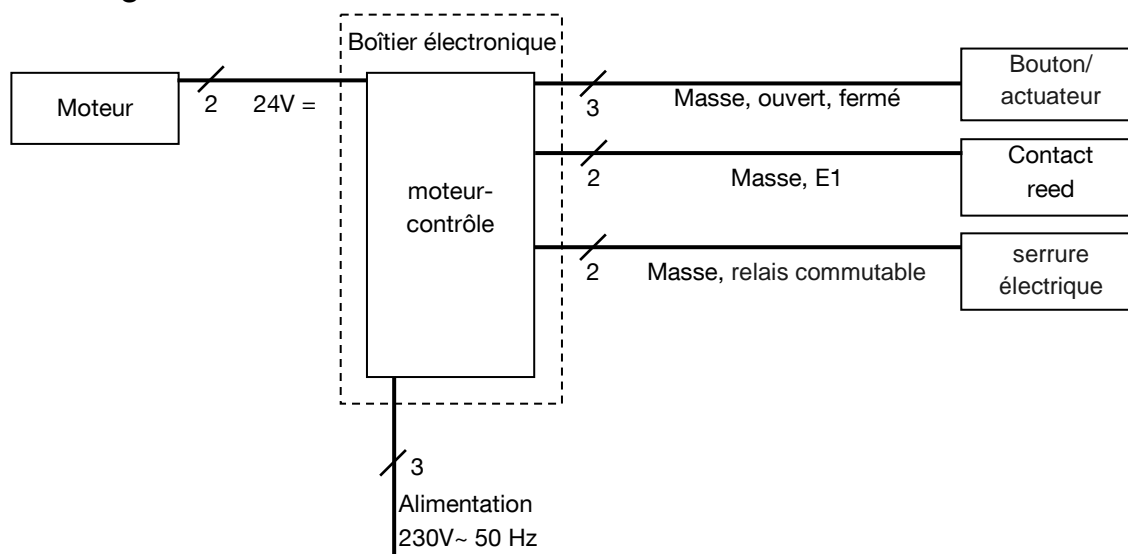 Boîtier électronique
Moteur
2
24V =
moteur-
contrôle
3
Masse, ouvert, fermé
Bouton/
actuateur
2
Masse, E1
Contact
reed
2
Masse, relais commutable
serrure
électrique
3
Alimentation
230V~ 50 Hz